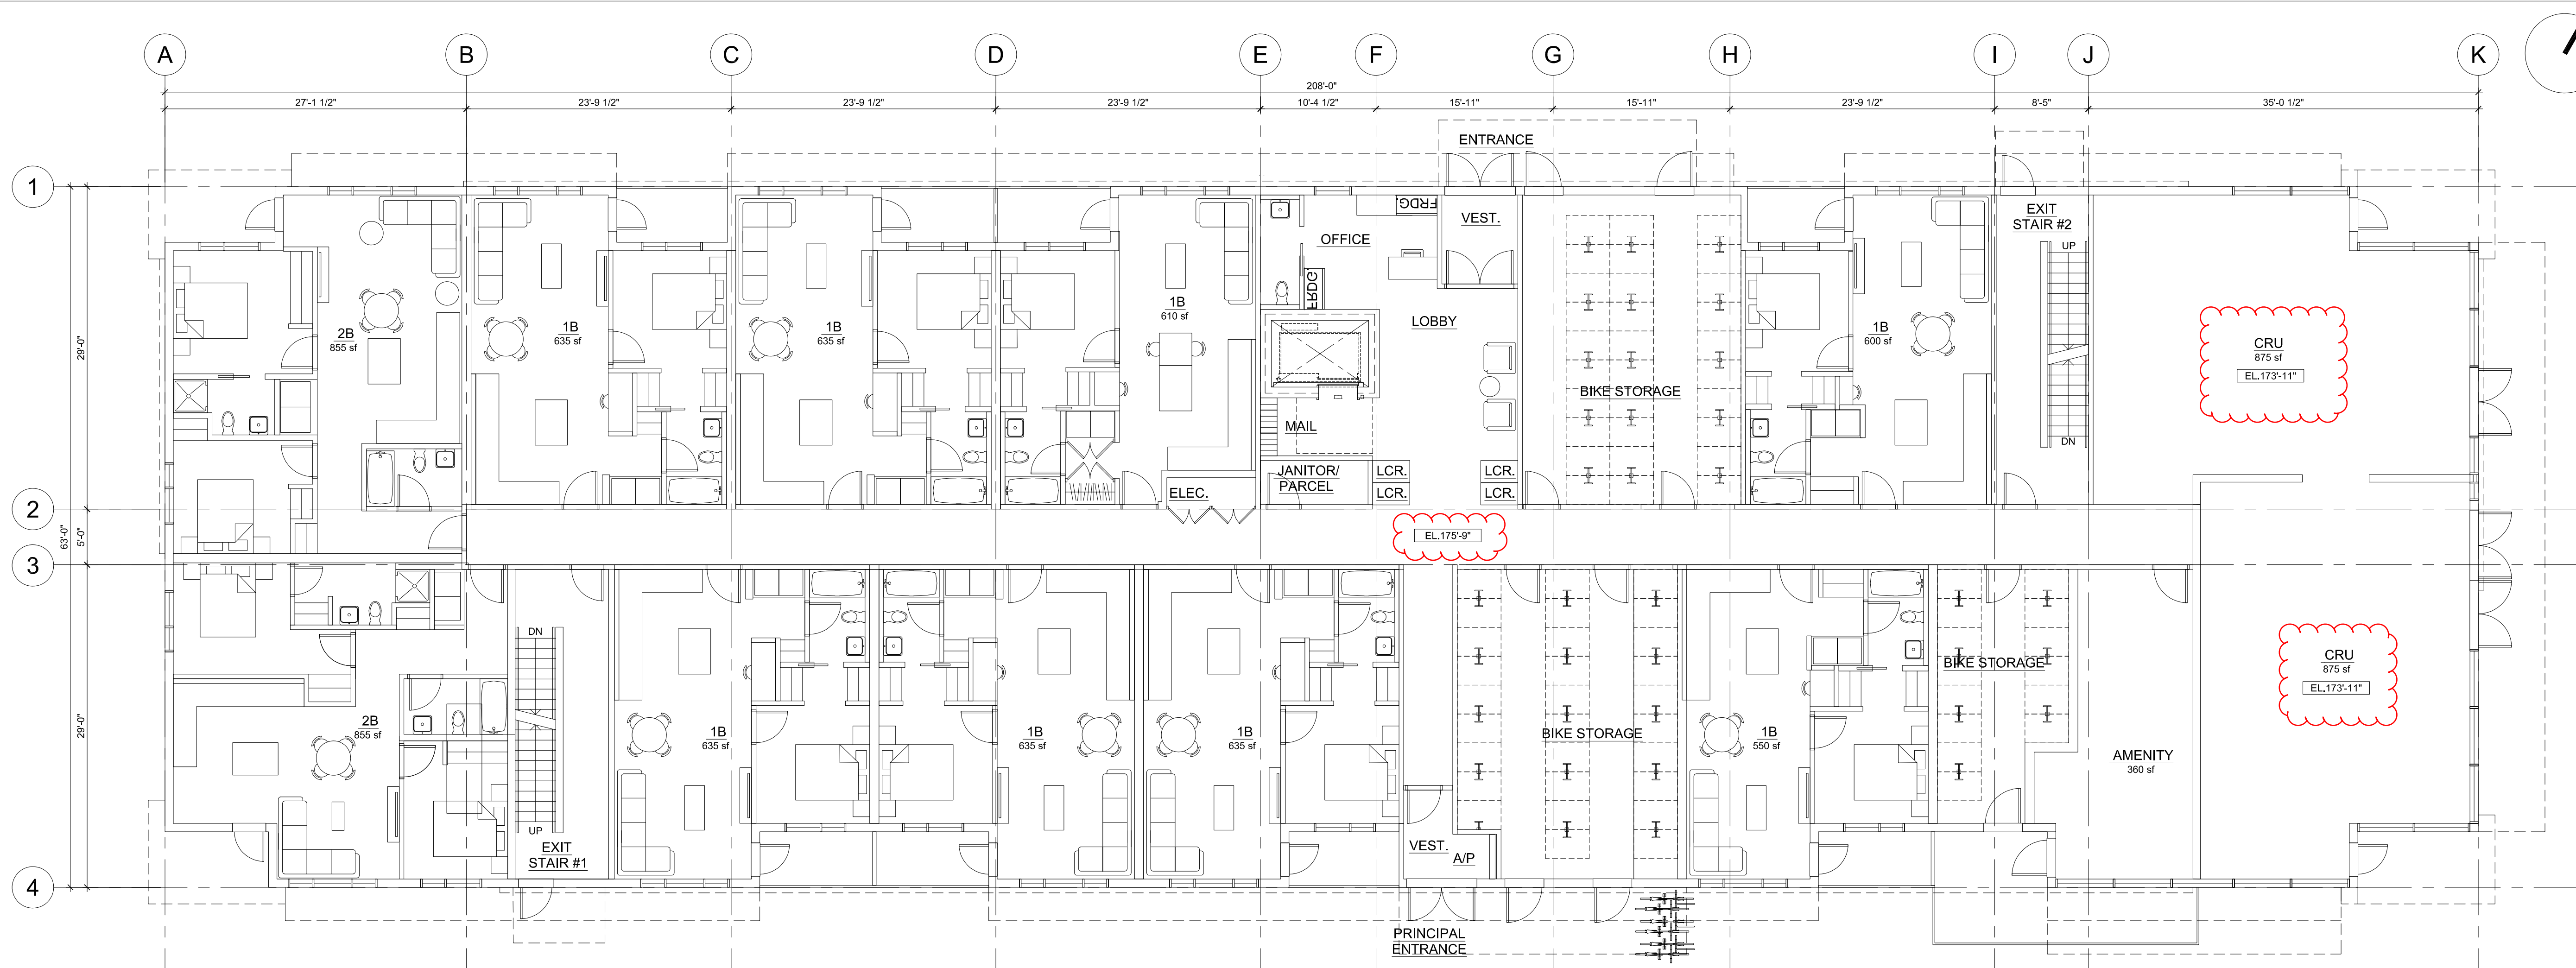 A B C D E F G H I J K
208'-0"
27'-1 1/2" 23'-9 1/2" 23'-9 1/2" 23'-9 1/2" 10'-4 1/2" 15'-11" 15'-11" 23'-9 1/2" 8'-5" 35'-0 1/2"
ENTRANCE
1
FRDG.
VEST.
EXIT
STAIR #2
OFFICE
UP
FRDG.
1B
610 sf
LOBBY
2B
855 sf
1B
635 sf
1B
635 sf
1B
600 sf
CRU
875 sf
EL.173'-11"
29'-0"
BIKE STORAGE
MAIL
DN
JANITOR/
PARCEL
LCR. LCR.
LCR. LCR.
ELEC.
2
63'-0"
5'-0"
EL.175'-9"
3
DN
BIKE STORAGE
CRU
875 sf
EL.173'-11"
29'-0"
2B
855 sf
1B
635 sf
1B
635 sf
1B
635 sf
BIKE STORAGE
1B
550 sf
AMENITY
360 sf
UP
EXIT
STAIR #1
VEST.
A/P
4
PRINCIPAL
ENTRANCE